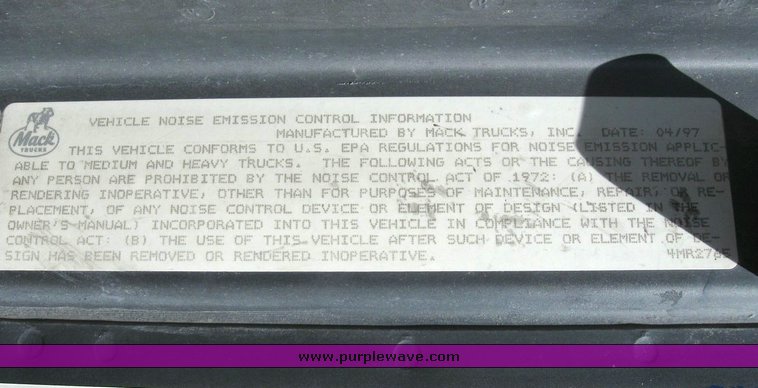 Mack
TRUCKS
VEHICLE NOISE EMISSION CONTROL INFORMATION
MANUFACTURED BY MACK TRUCKS, INC. DATE: 04/97
THIS VEHICLE CONFORMS TO U.S. EPA REGULATIONS FOR NOISE EMISSION APPLIC-
ABLE TO MEDIUM AND HEAVY TRUCKS. THE FOLLOWING ACTS OR THE CAUSING THEREOF BY
ANY PERSON ARE PROHIBITED BY THE NOISE CONTROL ACT OF 1972: (A) THE REMOVAL OR
RENDERING INOPERATIVE, OTHER THAN FOR PURPOSES OF MAINTENANCE, REPAIR, OR RE-
PLACEMENT, OF ANY NOISE CONTROL DEVICE OR ELEMENT OF DESIGN (LISTED IN THE
OWNER'S MANUAL) INCORPORATED INTO THIS VEHICLE IN COMPLIANCE WITH THE NOISE
CONTROL ACT: (B) THE USE OF THIS VEHICLE AFTER SUCH DEVICE OR ELEMENT OF DE-
SIGN HAS BEEN REMOVED OR RENDERED INOPERATIVE.
www.purplewave.com